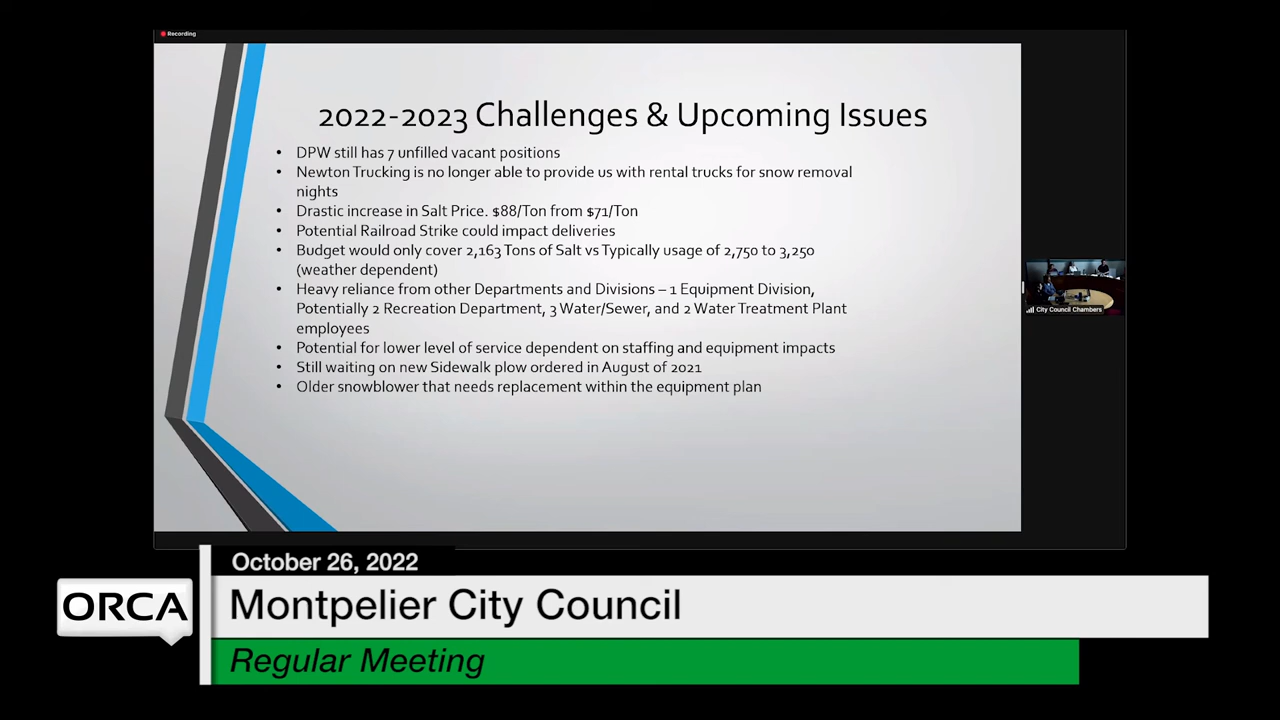 Recording
2022-2023 Challenges & Upcoming Issues
• DPW still has 7 unfilled vacant positions
• Newton Trucking is no longer able to provide us with rental trucks for snow removal
nights
• Drastic increase in Salt Price. $88/Ton from $71/Ton
• Potential Railroad Strike could impact deliveries
• Budget would only cover 2,163 Tons of Salt vs Typically usage of 2,750 to 3,250
(weather dependent)
• Heavy reliance from other Departments and Divisions – 1 Equipment Division,
Potentially 2 Recreation Department, 3 Water/Sewer, and 2 Water Treatment Plant
employees
• Potential for lower level of service dependent on staffing and equipment impacts
• Still waiting on new Sidewalk plow ordered in August of 2021
• Older snowblower that needs replacement within the equipment plan
City Council Chambers
October 26, 2022
ORCA
Montpelier City Council
Regular Meeting